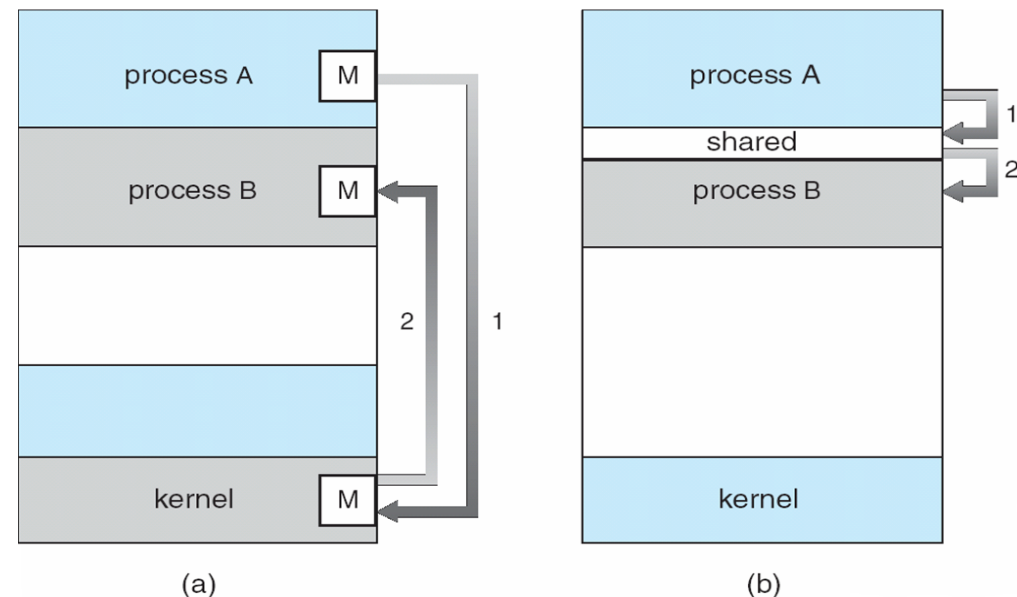 process A
M
process B
M
2
1
kernel
M
(a)
process A
1
shared
2
process B
kernel
(b)